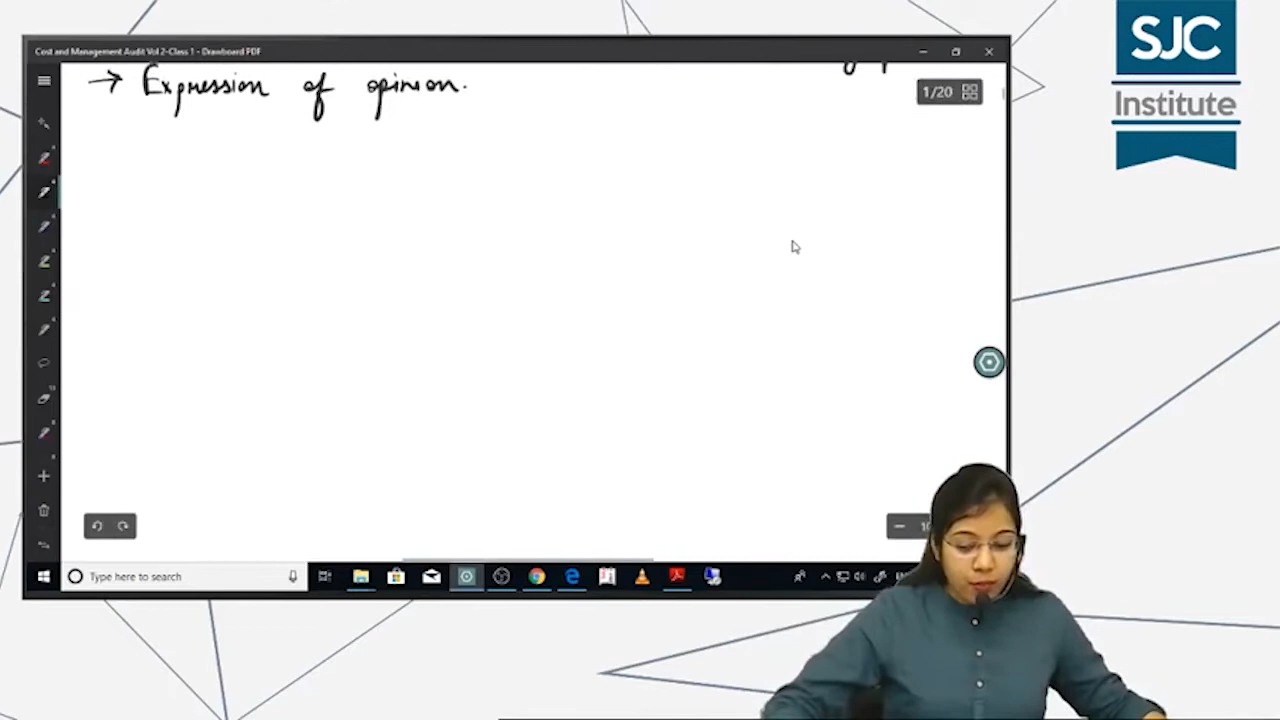 SJC
Institute
Cost and Management Audit Vol 2-Class 1 - Drawboard PDF
→ Expression of opinion.
1/20
Type here to search